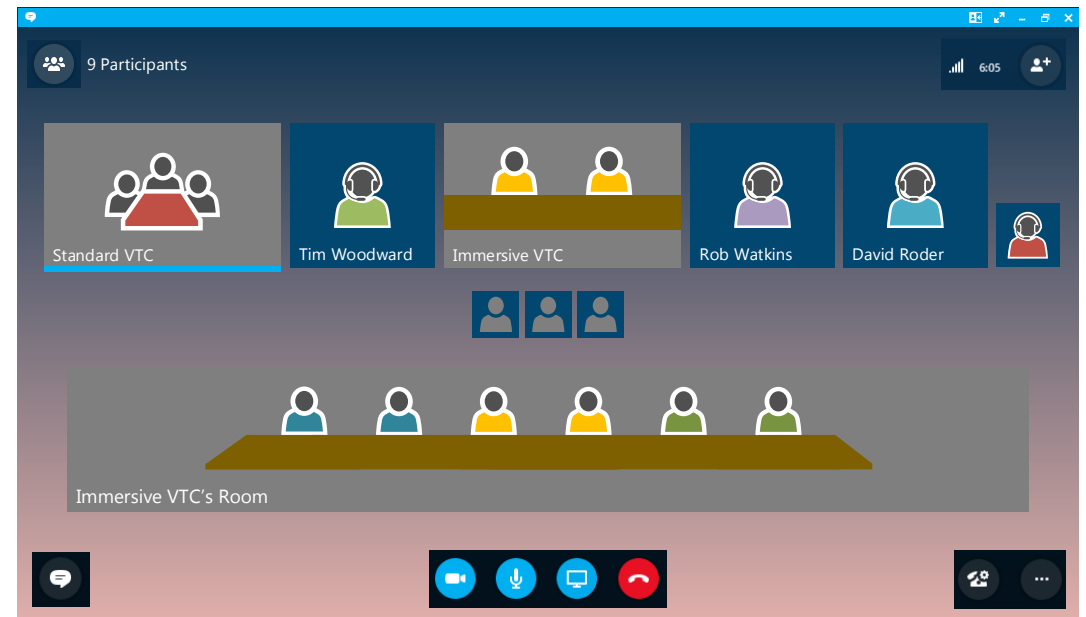 9 Participants
6:05
Standard VTC
Tim Woodward
Immersive VTC
Rob Watkins
David Roder
Immersive VTC's Room